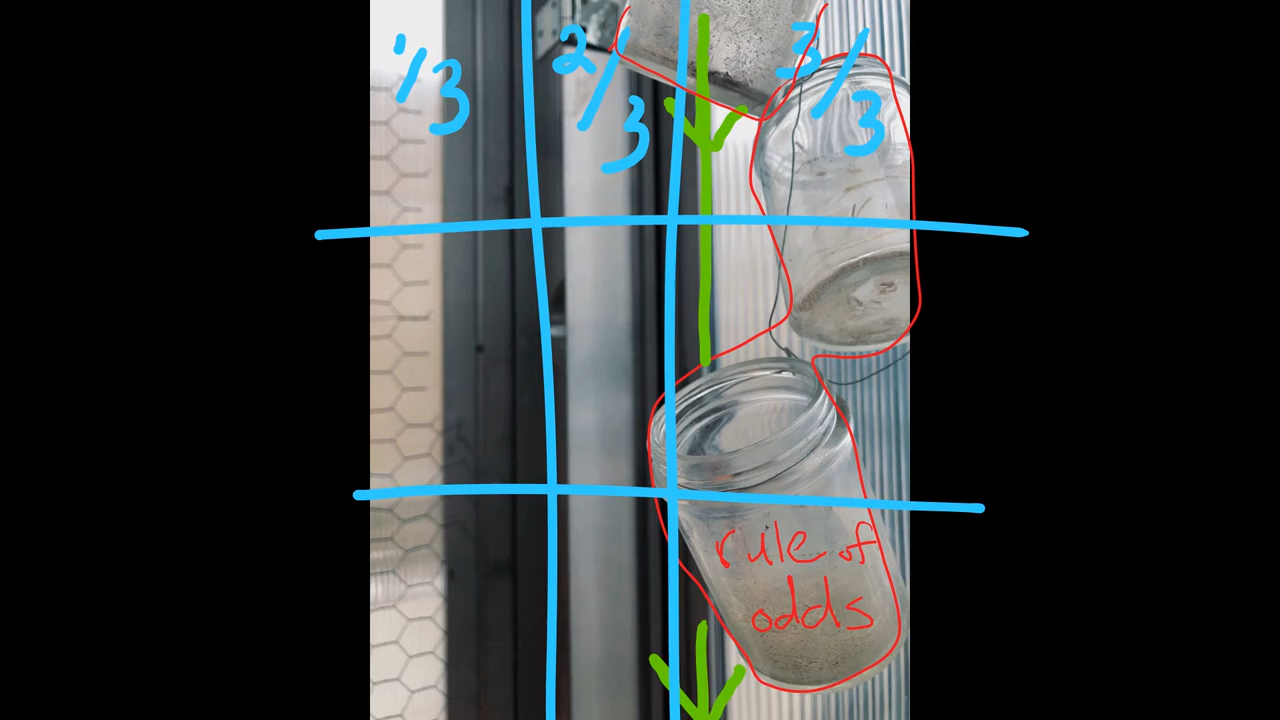 1/3 2/3 3/3
rule of
odds